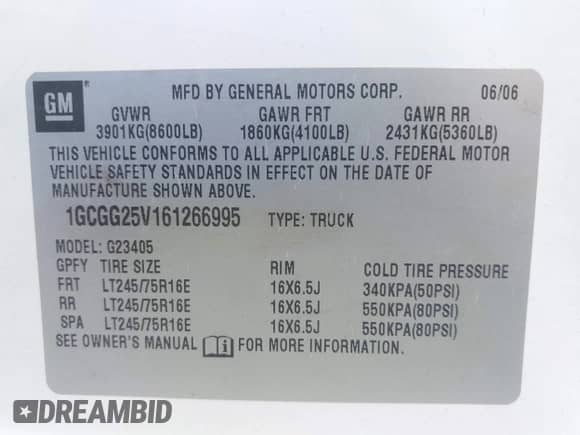 GM
MFD BY GENERAL MOTORS CORP. 06/06
GVWR GAWR FRT GAWR RR
3901KG(8600LB) 1860KG(4100LB) 2431KG(5360LB)
THIS VEHICLE CONFORMS TO ALL APPLICABLE U.S. FEDERAL MOTOR
VEHICLE SAFETY STANDARDS IN EFFECT ON THE DATE OF
MANUFACTURE SHOWN ABOVE.
1GCGG25V161266995 TYPE: TRUCK
MODEL: G23405
GPFY TIRE SIZE RIM COLD TIRE PRESSURE
FRT LT245/75R16E 16X6.5J 340KPA(50PSI)
RR LT245/75R16E 16X6.5J 550KPA(80PSI)
SPA LT245/75R16E 16X6.5J 550KPA(80PSI)
SEE OWNER'S MANUAL FOR MORE INFORMATION.
DREAMBID